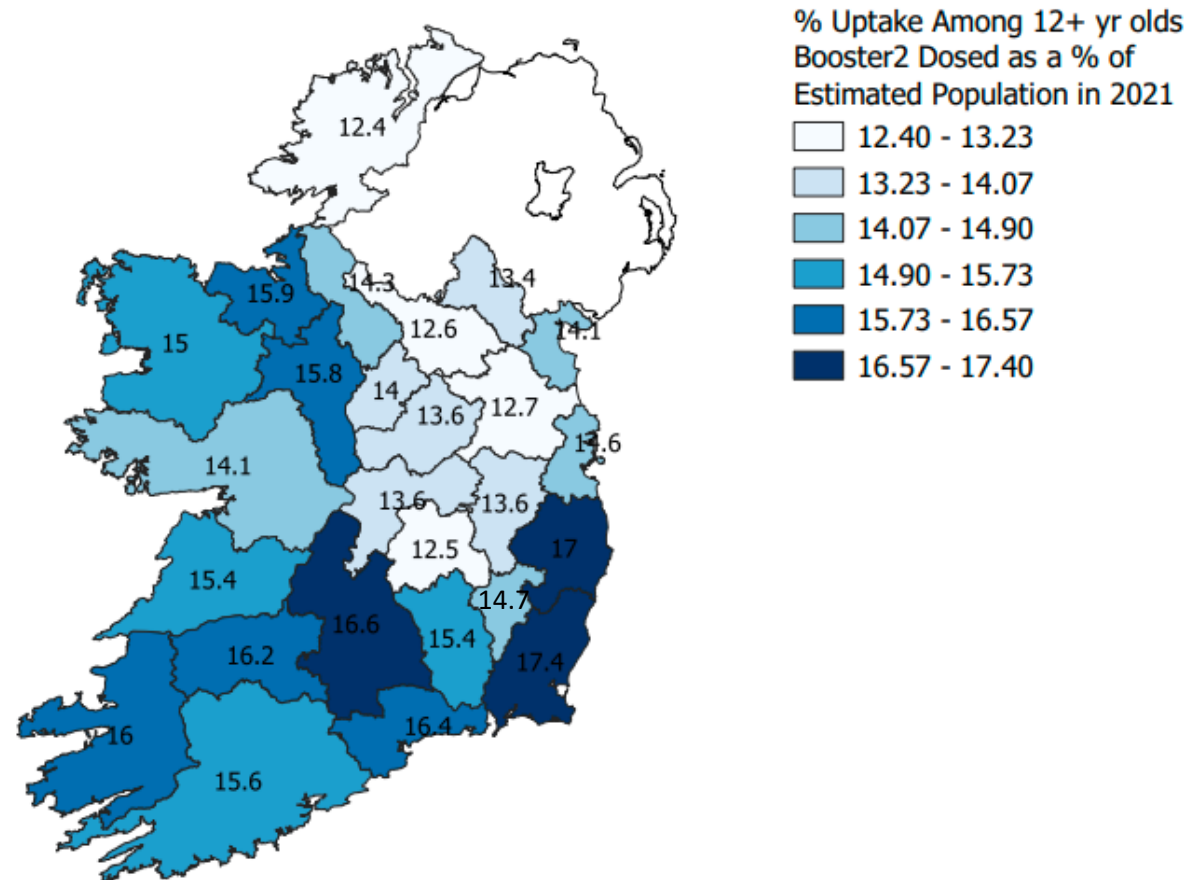 % Uptake Among 12+ yr olds
Booster2 Dosed as a % of
Estimated Population in 2021
12.40 - 13.23
13.23 - 14.07
14.07 - 14.90
14.90 - 15.73
15.73 - 16.57
16.57 - 17.40
12.4
14.3
13.4
15.9
12.6
14.1
15
15.8
14
13.6
12.7
14.6
14.1
13.6
13.6
12.5
17
15.4
14.7
16.6
15.4
16.2
17.4
16.4
16
15.6